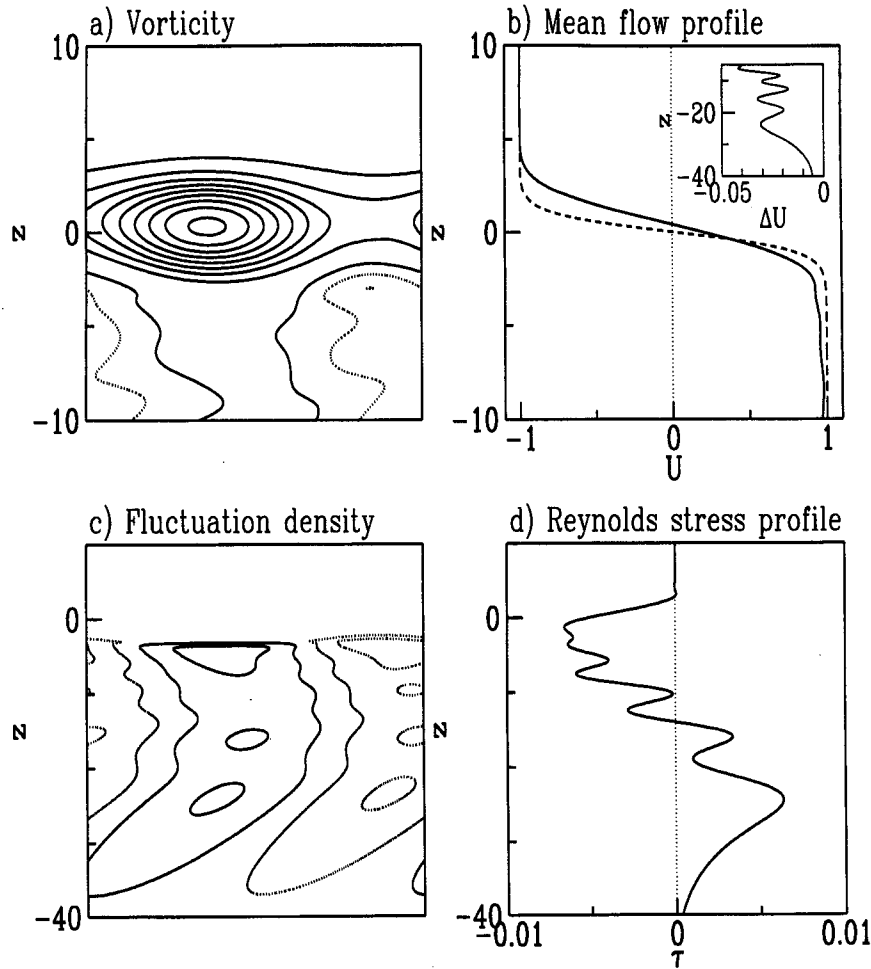 a) Vorticity
10
0
-10
z
b) Mean flow profile
10
0
-10
z
-1
0
1
U
z
-20
-40
-0.05
0
ΔU
c) Fluctuation density
0
-40
z
d) Reynolds stress profile
0
-40
z
-0.01
0
0.01
τ